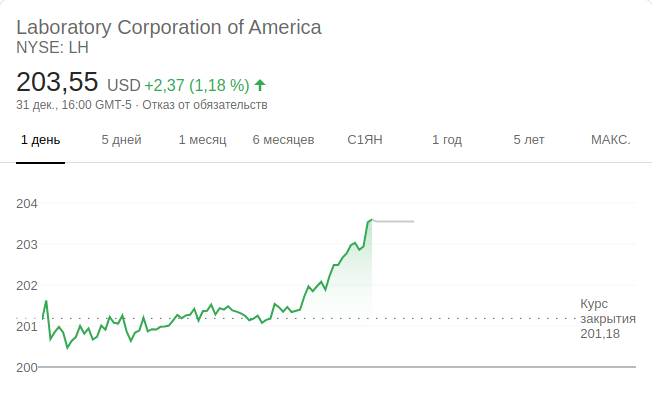 Laboratory Corporation of America
NYSE: LH
203,55 USD +2,37 (1,18 %)
31 дек., 16:00 GMT-5 · Отказ от обязательств
1 день 5 дней 1 месяц 6 месяцев С1ЯН 1 год 5 лет МАКС.
204
203
202
201
200
Курс
закрытия
201,18